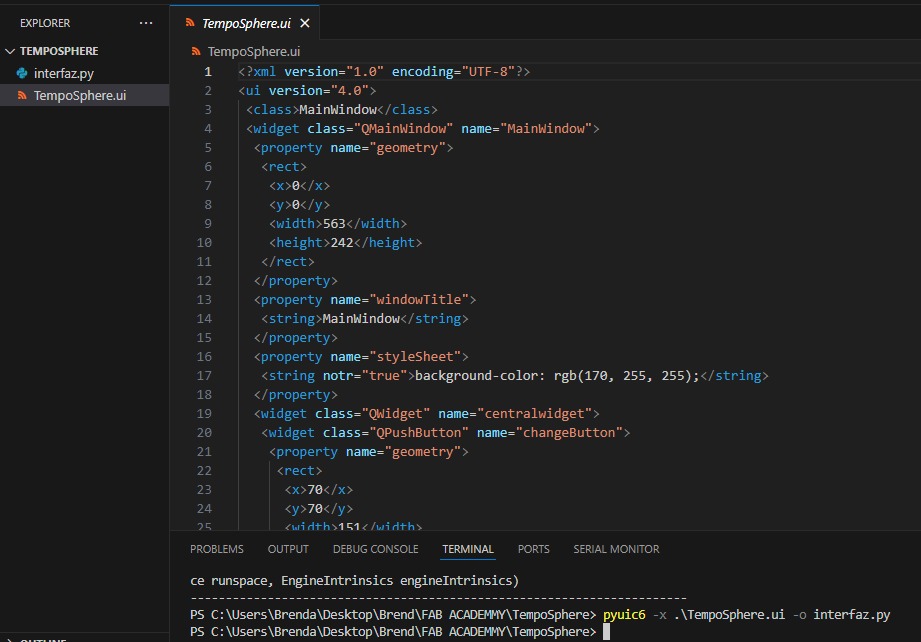 EXPLORER
TEMPOSPHERE
interfaz.py
TempoSphere.ui
TempoSphere.ui
TempoSphere.ui
1 <?xml version="1.0" encoding="UTF-8"?>
2 <ui version="4.0">
3 <class>MainWindow</class>
4 <widget class="QMainWindow" name="MainWindow">
5 <property name="geometry">
6 <rect>
7 <x>0</x>
8 <y>0</y>
9 <width>563</width>
10 <height>242</height>
11 </rect>
12 </property>
13 <property name="windowTitle">
14 <string>MainWindow</string>
15 </property>
16 <property name="styleSheet">
17 <string notr="true">background-color: rgb(170, 255, 255);</string>
18 </property>
19 <widget class="QWidget" name="centralwidget">
20 <widget class="QPushButton" name="changeButton">
21 <property name="geometry">
22 <rect>
23 <x>70</x>
24 <y>70</y>
25 <width>151</width>
PROBLEMS OUTPUT DEBUG CONSOLE TERMINAL PORTS SERIAL MONITOR
ce runspace, EngineIntrinsics engineIntrinsics)
---------------------------------------------------------------
PS C:\Users\Brenda\Desktop\Brend\FAB ACADEMMY\TempoSphere> pyuic6 -x .\TempoSphere.ui -o interfaz.py
PS C:\Users\Brenda\Desktop\Brend\FAB ACADEMMY\TempoSphere>
OUTLINE